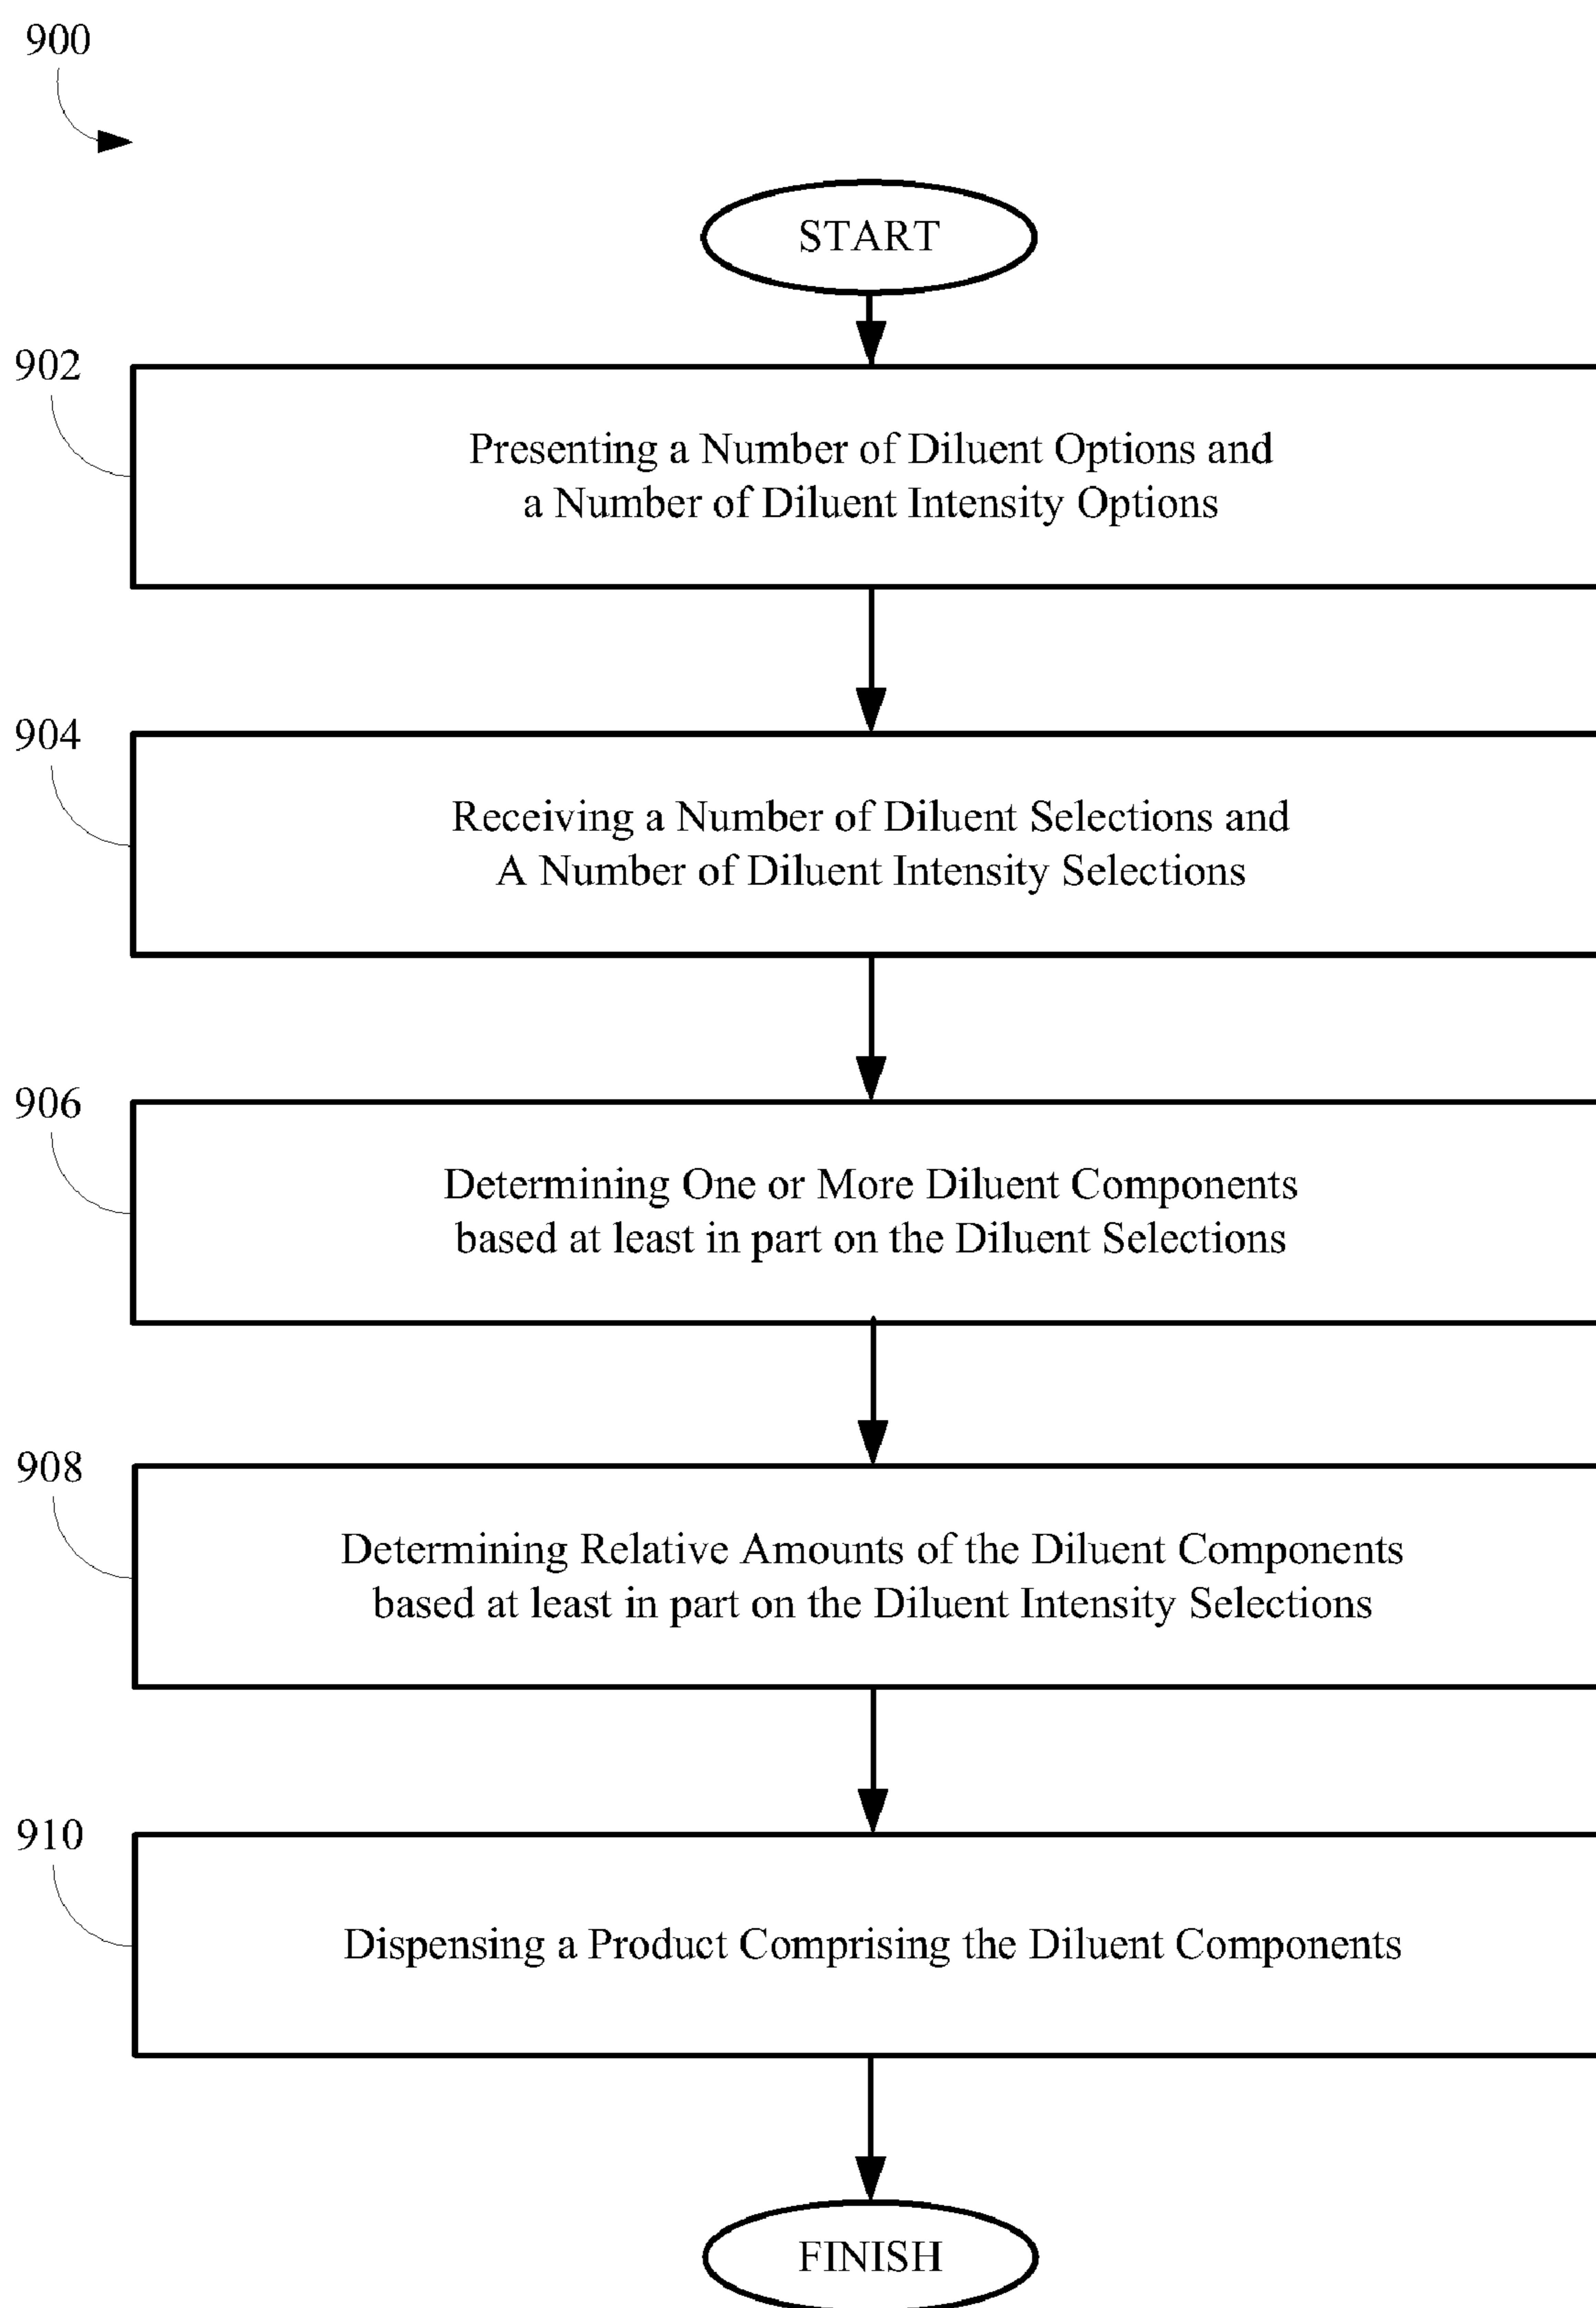 900
START
902
Presenting a Number of Diluent Options and
a Number of Diluent Intensity Options
904
Receiving a Number of Diluent Selections and
A Number of Diluent Intensity Selections
906
Determining One or More Diluent Components
based at least in part on the Diluent Selections
908
Determining Relative Amounts of the Diluent Components
based at least in part on the Diluent Intensity Selections
910
Dispensing a Product Comprising the Diluent Components
FINISH